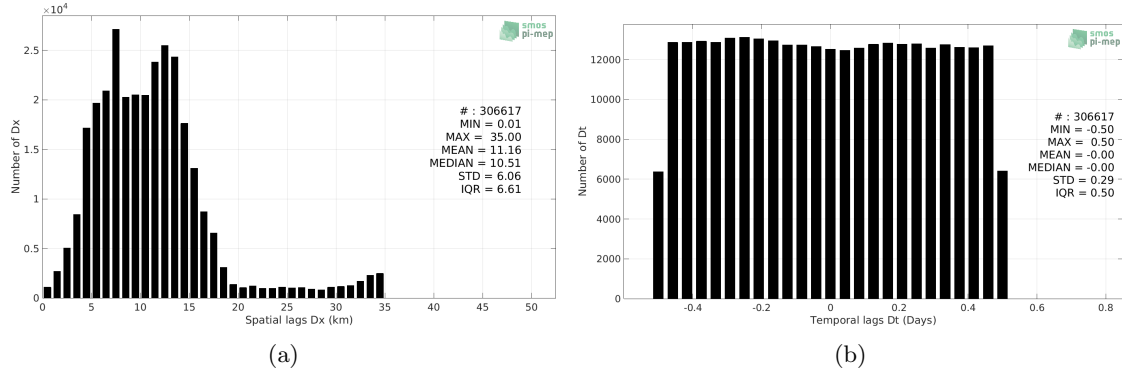 ×10⁴
2.5
2
1.5
1
0.5
0
Number of Dx
0 5 10 15 20 25 30 35 40 45 50
Spatial lags Dx (km)
smos
pi-mep
# : 306617
MIN = 0.01
MAX = 35.00
MEAN = 11.16
MEDIAN = 10.51
STD = 6.06
IQR = 6.61
(a)
12000
10000
8000
6000
4000
2000
0
Number of Dt
-0.4 -0.2 0 0.2 0.4 0.6 0.8
Temporal lags Dt (Days)
smos
pi-mep
# : 306617
MIN = -0.50
MAX = 0.50
MEAN = -0.00
MEDIAN = -0.00
STD = 0.29
IQR = 0.50
(b)